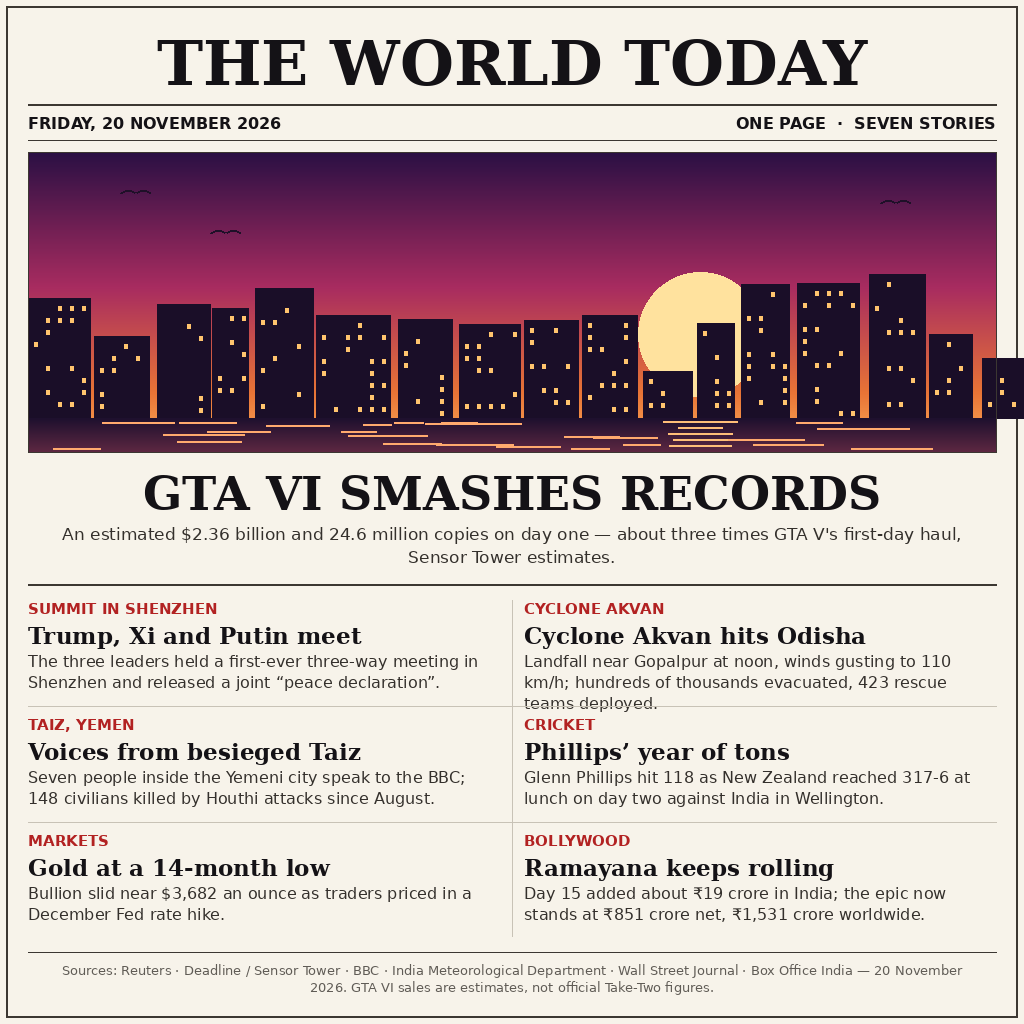 THE WORLD TODAY
FRIDAY, 20 NOVEMBER 2026
ONE PAGE · SEVEN STORIES
GTA VI SMASHES RECORDS
An estimated $2.36 billion and 24.6 million copies on day one — about three times GTA V's first-day haul,
Sensor Tower estimates.
SUMMIT IN SHENZHEN
Trump, Xi and Putin meet
The three leaders held a first-ever three-way meeting in
Shenzhen and released a joint “peace declaration”.
CYCLONE AKVAN
Cyclone Akvan hits Odisha
Landfall near Gopalpur at noon, winds gusting to 110
km/h; hundreds of thousands evacuated, 423 rescue
teams deployed.
TAIZ, YEMEN
Voices from besieged Taiz
Seven people inside the Yemeni city speak to the BBC;
148 civilians killed by Houthi attacks since August.
CRICKET
Phillips’ year of tons
Glenn Phillips hit 118 as New Zealand reached 317-6 at
lunch on day two against India in Wellington.
MARKETS
Gold at a 14-month low
Bullion slid near $3,682 an ounce as traders priced in a
December Fed rate hike.
BOLLYWOOD
Ramayana keeps rolling
Day 15 added about ₹19 crore in India; the epic now
stands at ₹851 crore net, ₹1,531 crore worldwide.
Sources: Reuters · Deadline / Sensor Tower · BBC · India Meteorological Department · Wall Street Journal · Box Office India — 20 November
2026. GTA VI sales are estimates, not official Take-Two figures.